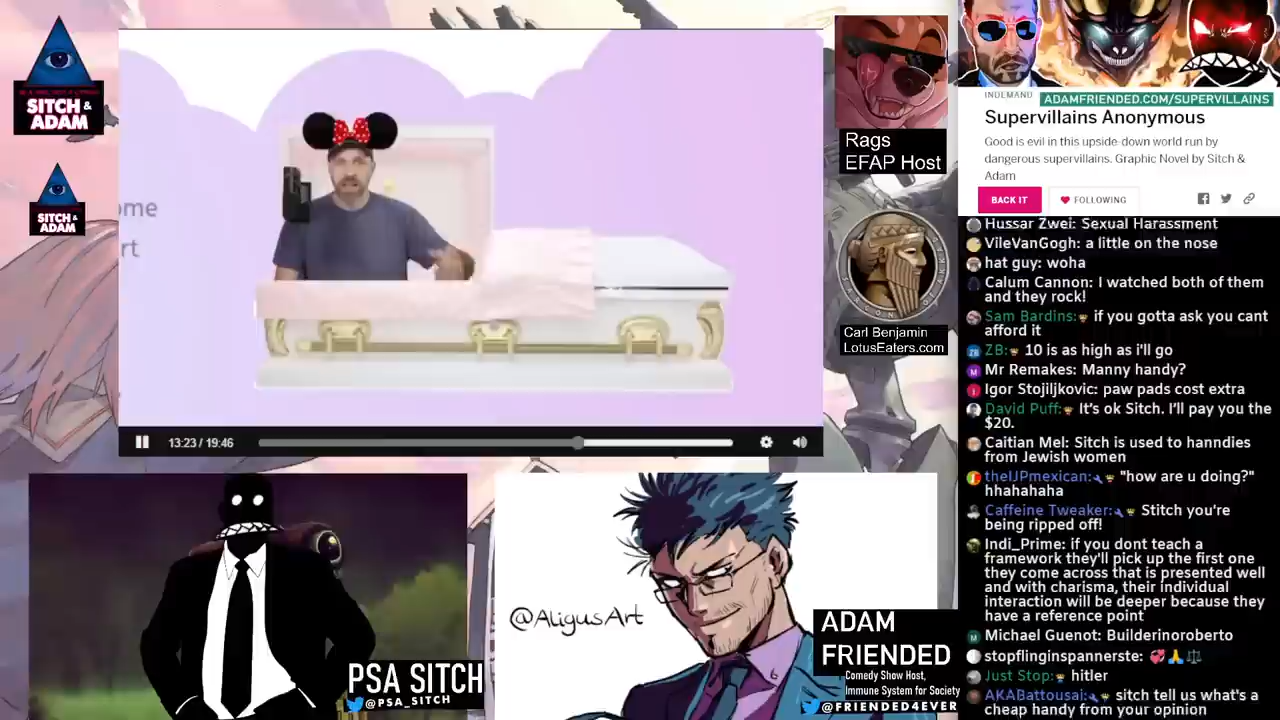 SITCH &
ADAM
SITCH &
ADAM
ome
rt
13:23 / 19:46
Rags
EFAP Host
SARGON OF AKKAD
Carl Benjamin
LotusEaters.com
@AligusArt
PSA SITCH
@PSA_SITCH
ADAM
FRIENDED
Comedy Show Host,
Immune System for Society
@FRIENDED4EVER
INDEMAND
ADAMFRIENDED.COM/SUPERVILLAINS
Supervillains Anonymous
Good is evil in this upside-down world run by
dangerous supervillains. Graphic Novel by Sitch &
Adam
BACK IT
FOLLOWING
Hussar Zwei: Sexual Harassment
VileVanGogh: a little on the nose
hat guy: woha
Calum Cannon: I watched both of them
and they rock!
Sam Bardins: if you gotta ask you cant
afford it
ZB: 10 is as high as i'll go
Mr Remakes: Manny handy?
Igor Stojiljkovic: paw pads cost extra
David Puff: It's ok Sitch. I'll pay you the
$20.
Caitian Mel: Sitch is used to hanndies
from Jewish women
theIJPmexican: "how are u doing?"
hhahahaha
Caffeine Tweaker: Stitch you're
being ripped off!
Indi_Prime: if you dont teach a
framework they'll pick up the first one
they come across that is presented well
and with charisma, their individual
interaction will be deeper because they
have a reference point
Michael Guenot: Builderinoroberto
stopflinginspannerste: 💞🙏⚖️
Just Stop: hitler
AKABattousai: sitch tell us what's a
cheap handy from your opinion